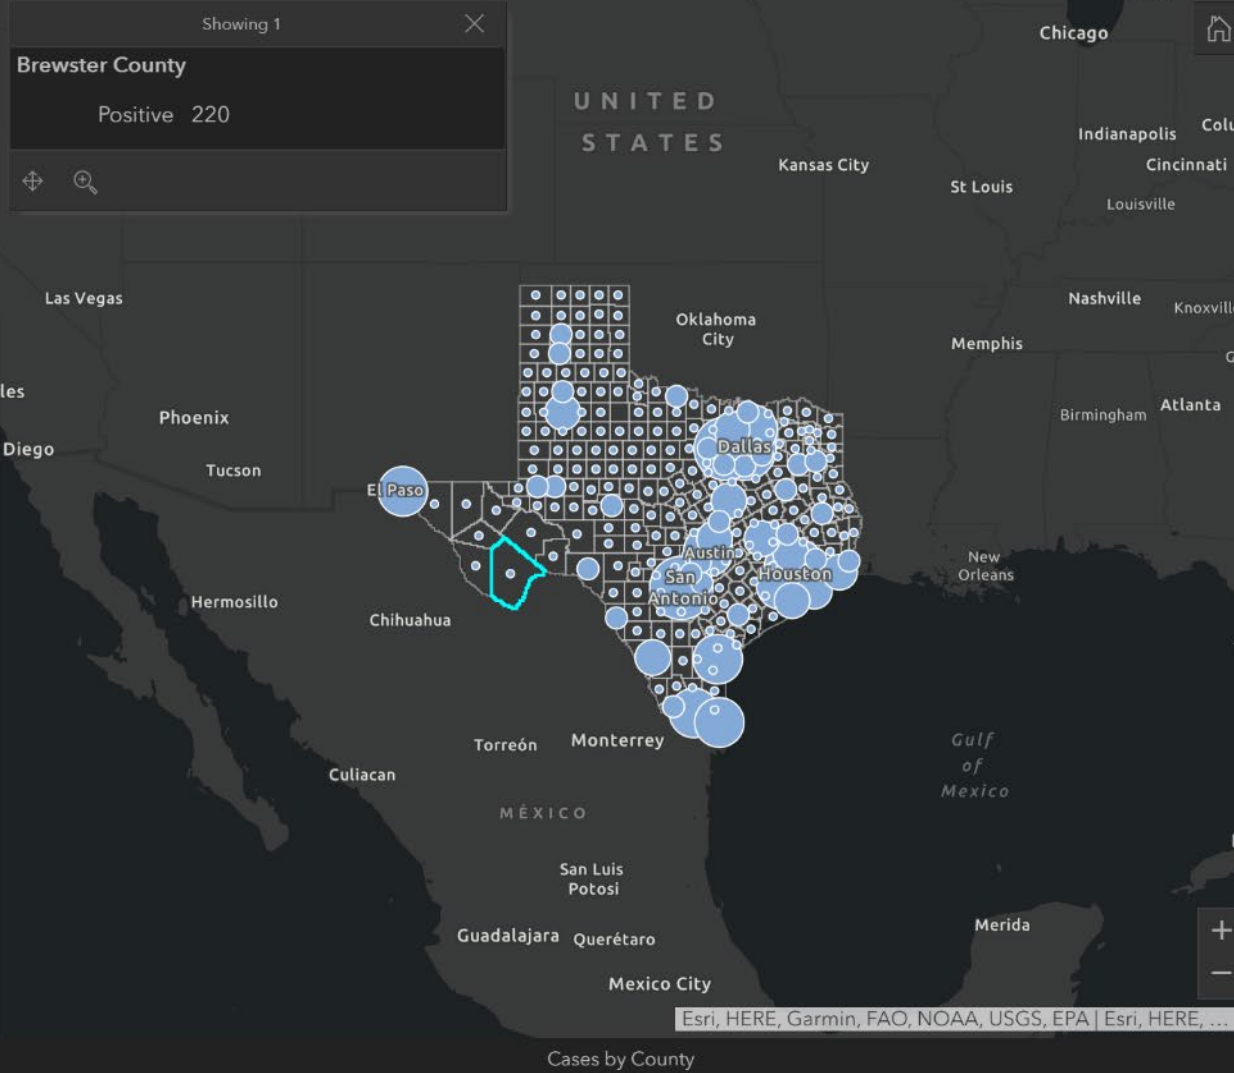 Showing 1
Brewster County
Positive 220
Chicago
UNITED
STATES
Indianapolis
Colu
Kansas City
Cincinnati
St Louis
Louisville
Las Vegas
Nashville
Knoxville
Oklahoma
City
Memphis
les
Phoenix
Birmingham
Atlanta
Diego
Dallas
Tucson
El Paso
Austin
New
Orleans
San
Antonio
Houston
Hermosillo
Chihuahua
Torreón
Monterrey
Gulf
of
Mexico
Culiacan
MÉXICO
San Luis
Potosi
Merida
Guadalajara
Querétaro
Mexico City
Esri, HERE, Garmin, FAO, NOAA, USGS, EPA | Esri, HERE, ...
Cases by County